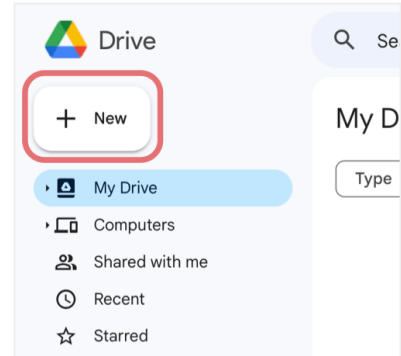 Drive
Se
New
My D
My Drive
Type
Computers
Shared with me
Recent
Starred